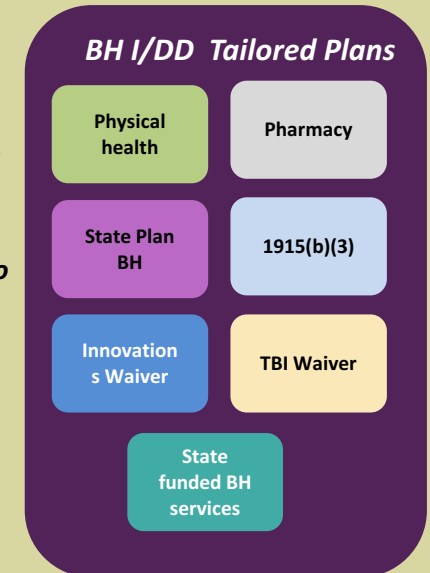 BH I/DD Tailored Plans
Physical
health
Pharmacy
State Plan
BH
1915(b)(3)
Innovation
s Waiver
TBI Waiver
State
funded BH
services